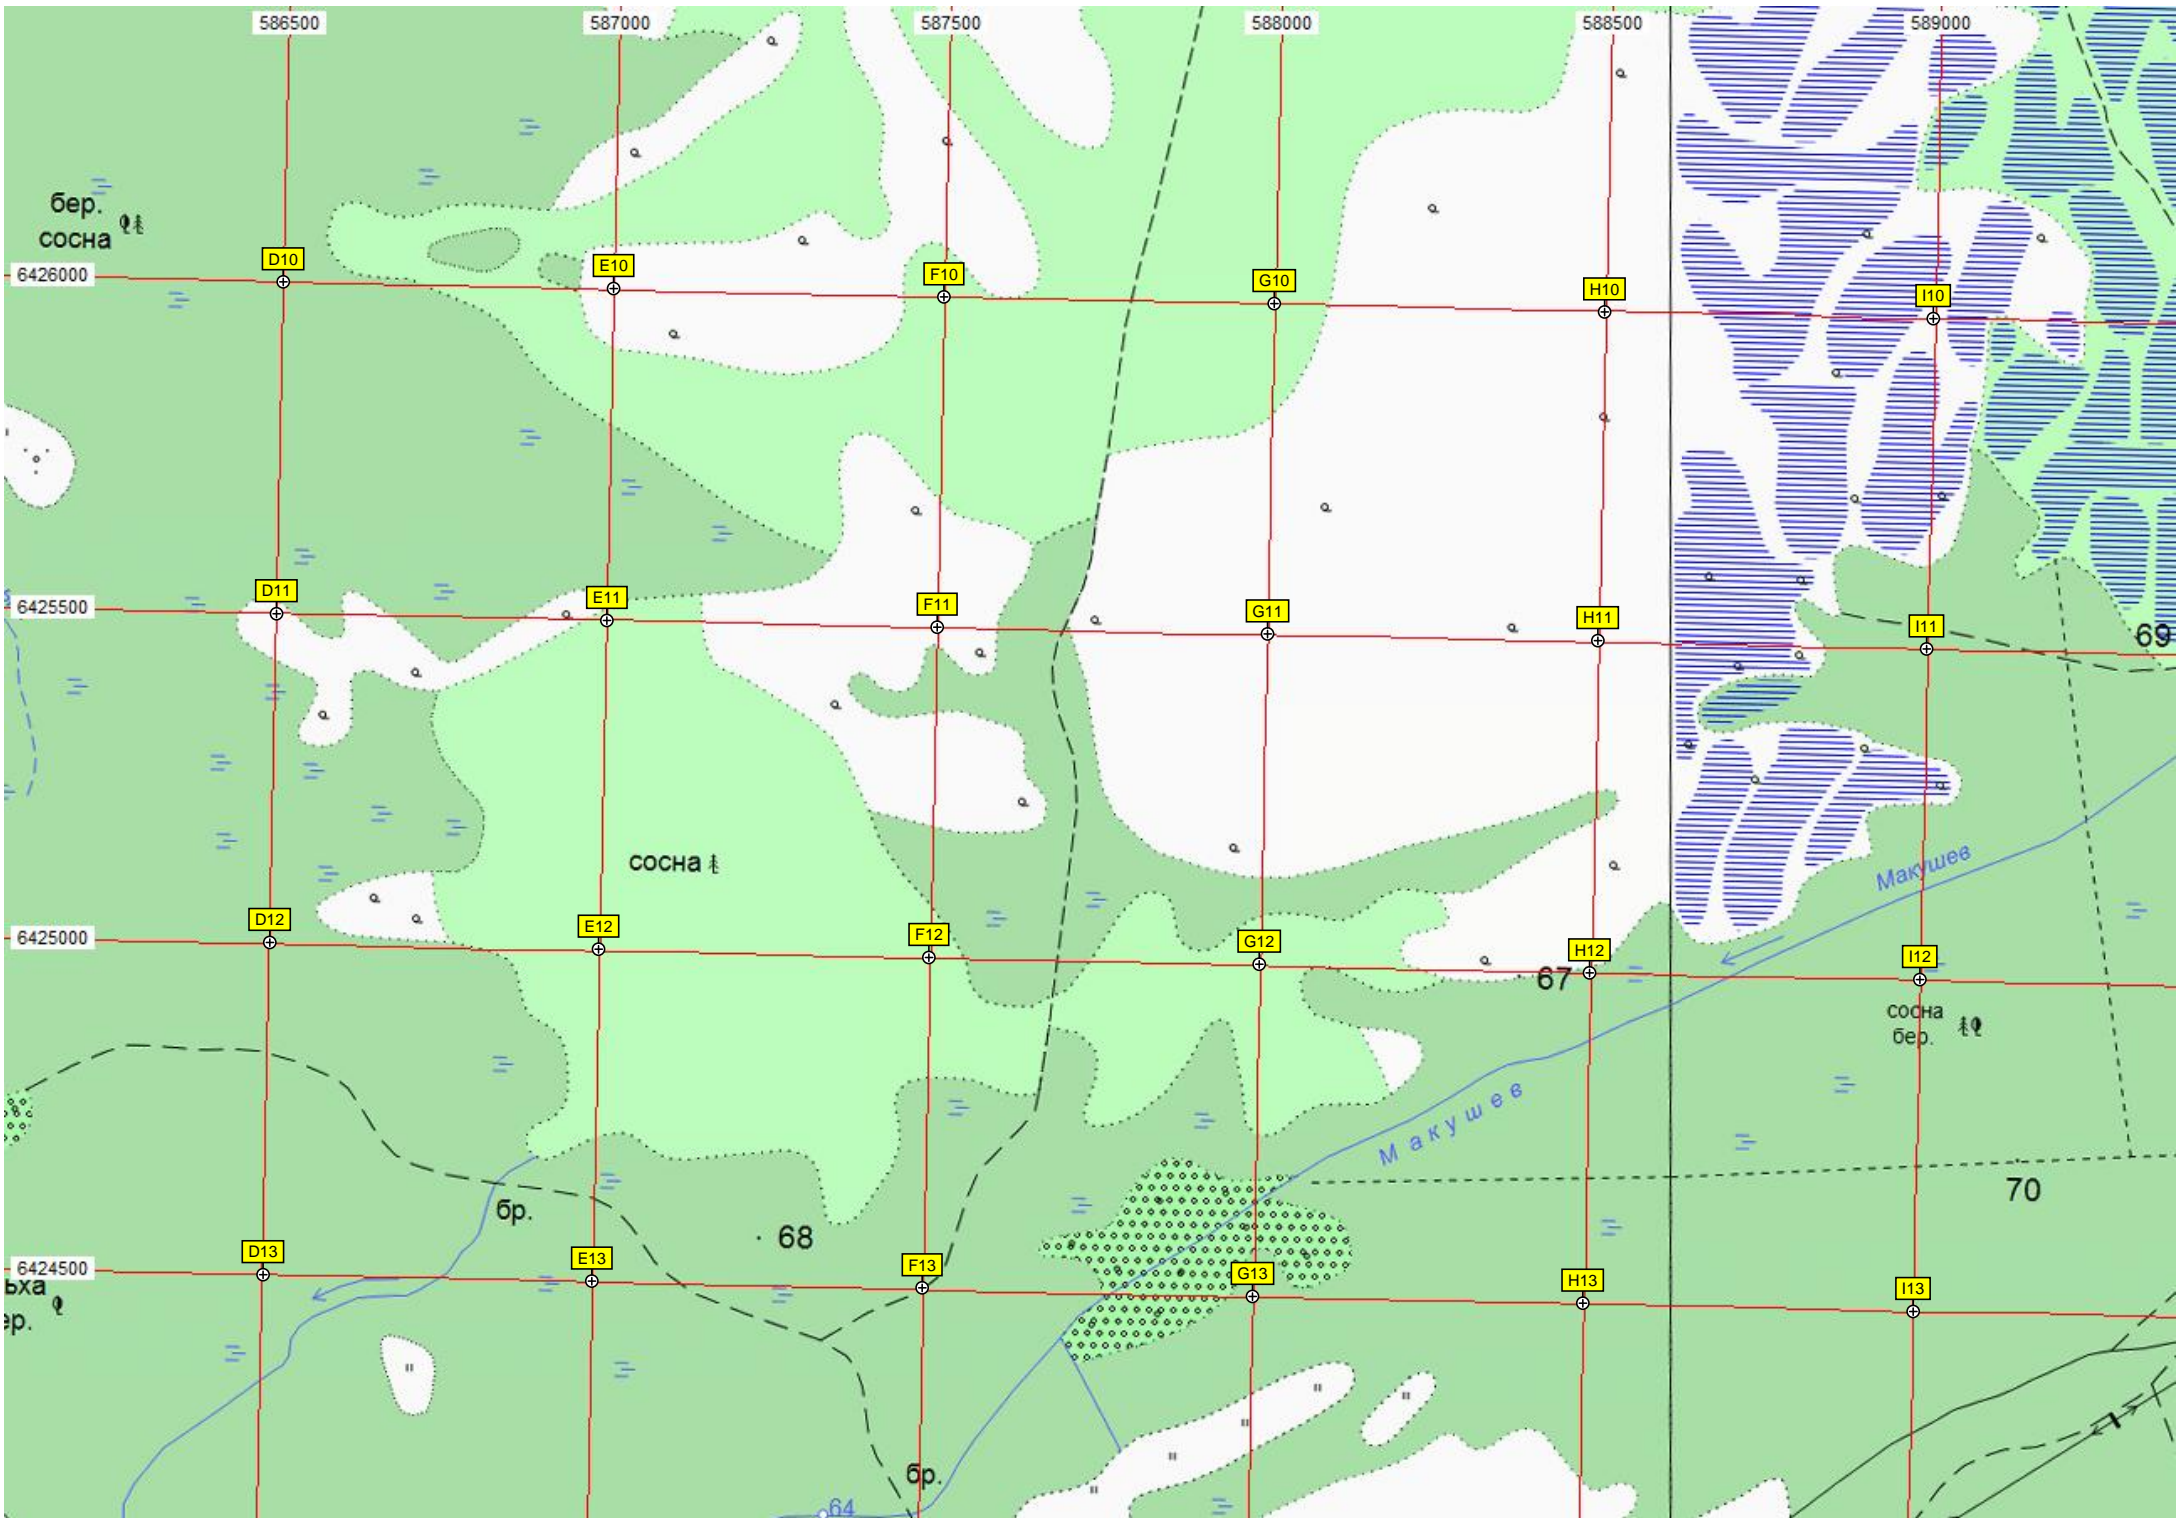 586500 587000 587500 588000 588500 589000
бер.
сосна
6426000
D10 E10 F10 G10 H10 I10
6425500
D11 E11 F11 G11 H11 I11
69
сосна
Макушев
6425000
D12 E12 F12 G12 H12 I12
67
сосна
бер.
Макушев
бр.
68
70
6424500
D13 E13 F13 G13 H13 I13
ьха
ер.
бр.
64